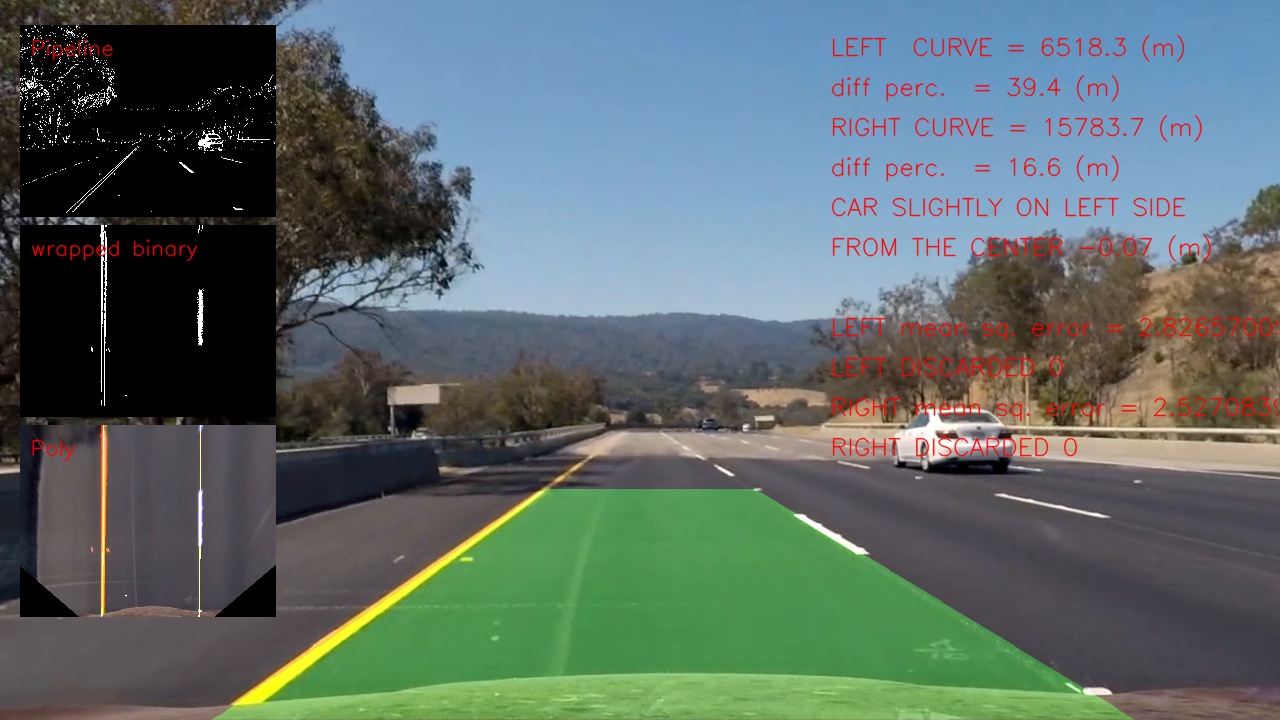 Pipeline
wrapped binary
Poly
LEFT CURVE = 6518.3 (m)
diff perc. = 39.4 (m)
RIGHT CURVE = 15783.7 (m)
diff perc. = 16.6 (m)
CAR SLIGHTLY ON LEFT SIDE
FROM THE CENTER -0.07 (m)
LEFT mean sq. error = 2.8265700
LEFT DISCARDED 0
RIGHT mean sq. error = 2.527083
RIGHT DISCARDED 0